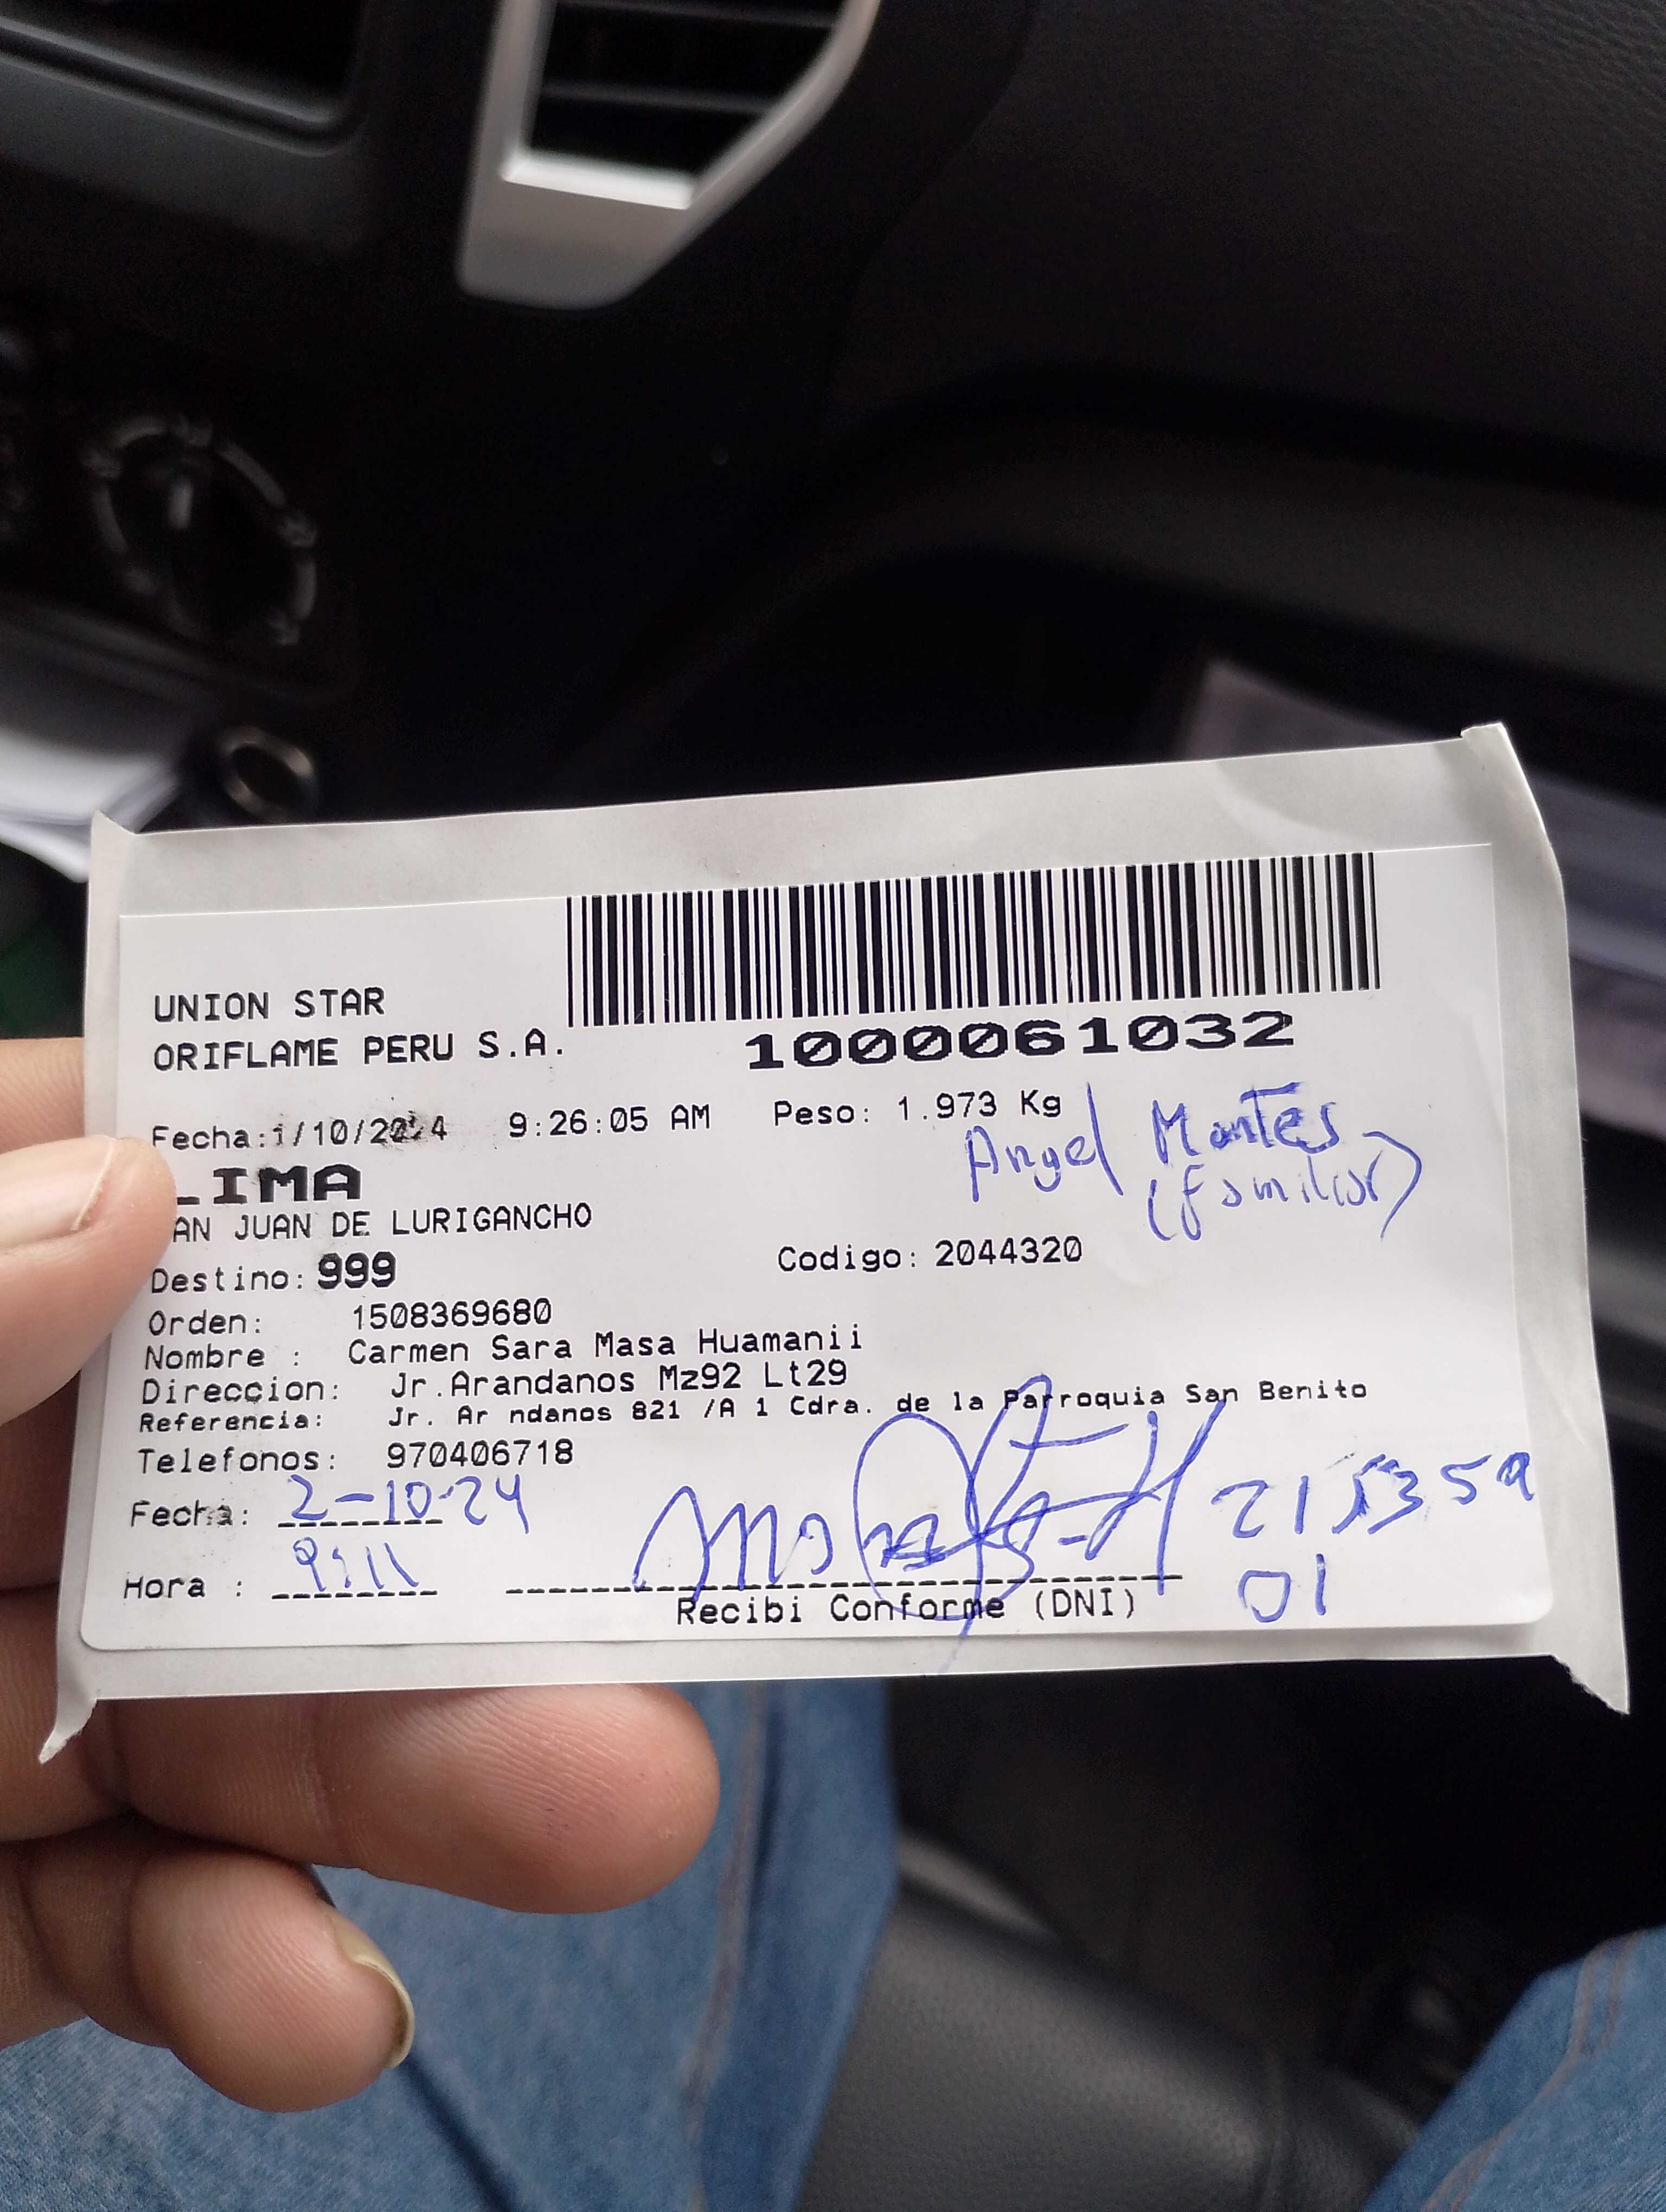 UNION STAR
ORIFLAME PERU S.A.
1000061032
Fecha:1/10/2024 9:26:05 AM Peso: 1.973 Kg
Angel Montes
(familiar)
LIMA
AN JUAN DE LURIGANCHO
Destino: 999 Codigo: 2044320
Orden: 1508369680
Nombre : Carmen Sara Masa Huamanii
Direccion: Jr.Arandanos Mz92 Lt29
Referencia: Jr. Ar ndanos 821 /A 1 Cdra. de la Parroquia San Benito
Telefonos: 970406718
Fecha: 2-10-24
Hora : 9:11
Recibi Conforme (DNI)
01